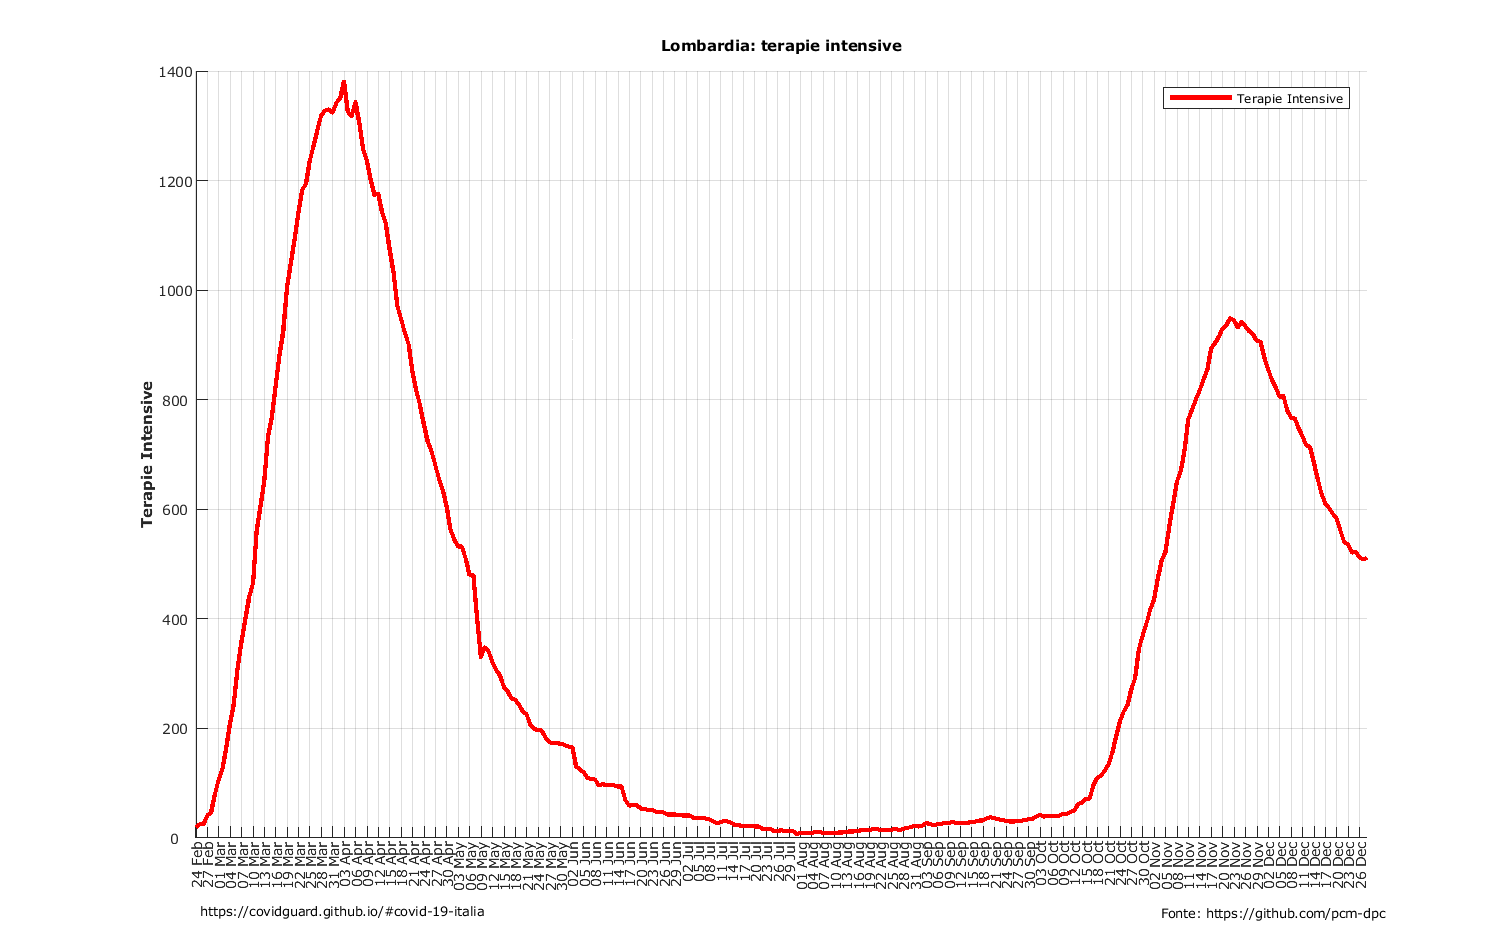 Lombardia: terapie intensive
Terapie Intensive
Terapie Intensive
1400
1200
1000
800
600
400
200
0
24 Feb
27 Feb
01 Mar
04 Mar
07 Mar
10 Mar
13 Mar
16 Mar
19 Mar
22 Mar
25 Mar
28 Mar
31 Mar
03 Apr
06 Apr
09 Apr
12 Apr
15 Apr
18 Apr
21 Apr
24 Apr
27 Apr
30 Apr
03 May
06 May
09 May
12 May
15 May
18 May
21 May
24 May
27 May
30 May
02 Jun
05 Jun
08 Jun
11 Jun
14 Jun
17 Jun
20 Jun
23 Jun
26 Jun
29 Jun
02 Jul
05 Jul
08 Jul
11 Jul
14 Jul
17 Jul
20 Jul
23 Jul
26 Jul
29 Jul
01 Aug
04 Aug
07 Aug
10 Aug
13 Aug
16 Aug
19 Aug
22 Aug
25 Aug
28 Aug
31 Aug
03 Sep
06 Sep
09 Sep
12 Sep
15 Sep
18 Sep
21 Sep
24 Sep
27 Sep
30 Sep
03 Oct
06 Oct
09 Oct
12 Oct
15 Oct
18 Oct
21 Oct
24 Oct
27 Oct
30 Oct
02 Nov
05 Nov
08 Nov
11 Nov
14 Nov
17 Nov
20 Nov
23 Nov
26 Nov
29 Nov
02 Dec
05 Dec
08 Dec
11 Dec
14 Dec
17 Dec
20 Dec
23 Dec
26 Dec
https://covidguard.github.io/#covid-19-italia
Fonte: https://github.com/pcm-dpc